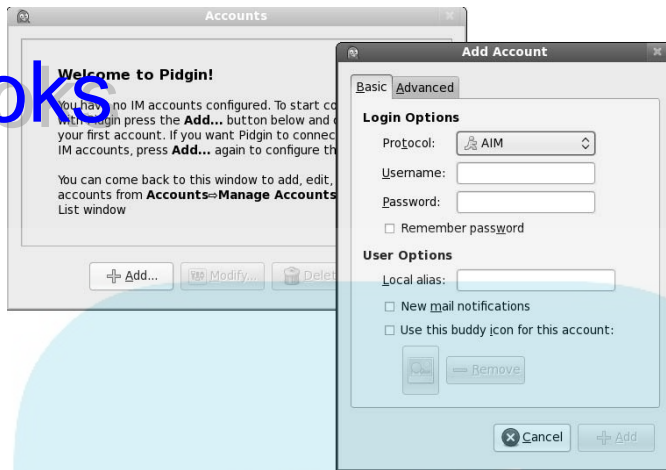 Accounts
Welcome to Pidgin!
You have no IM accounts configured. To start co
with Pidgin press the Add... button below and
your first account. If you want Pidgin to connec
IM accounts, press Add... again to configure th
You can come back to this window to add, edit,
accounts from Accounts⇨Manage Accounts
List window
Add...
Modify...
Delet
oks
Add Account
Basic Advanced
Login Options
Protocol: AIM
Username:
Password:
Remember password
User Options
Local alias:
New mail notifications
Use this buddy icon for this account:
Remove
Cancel Add